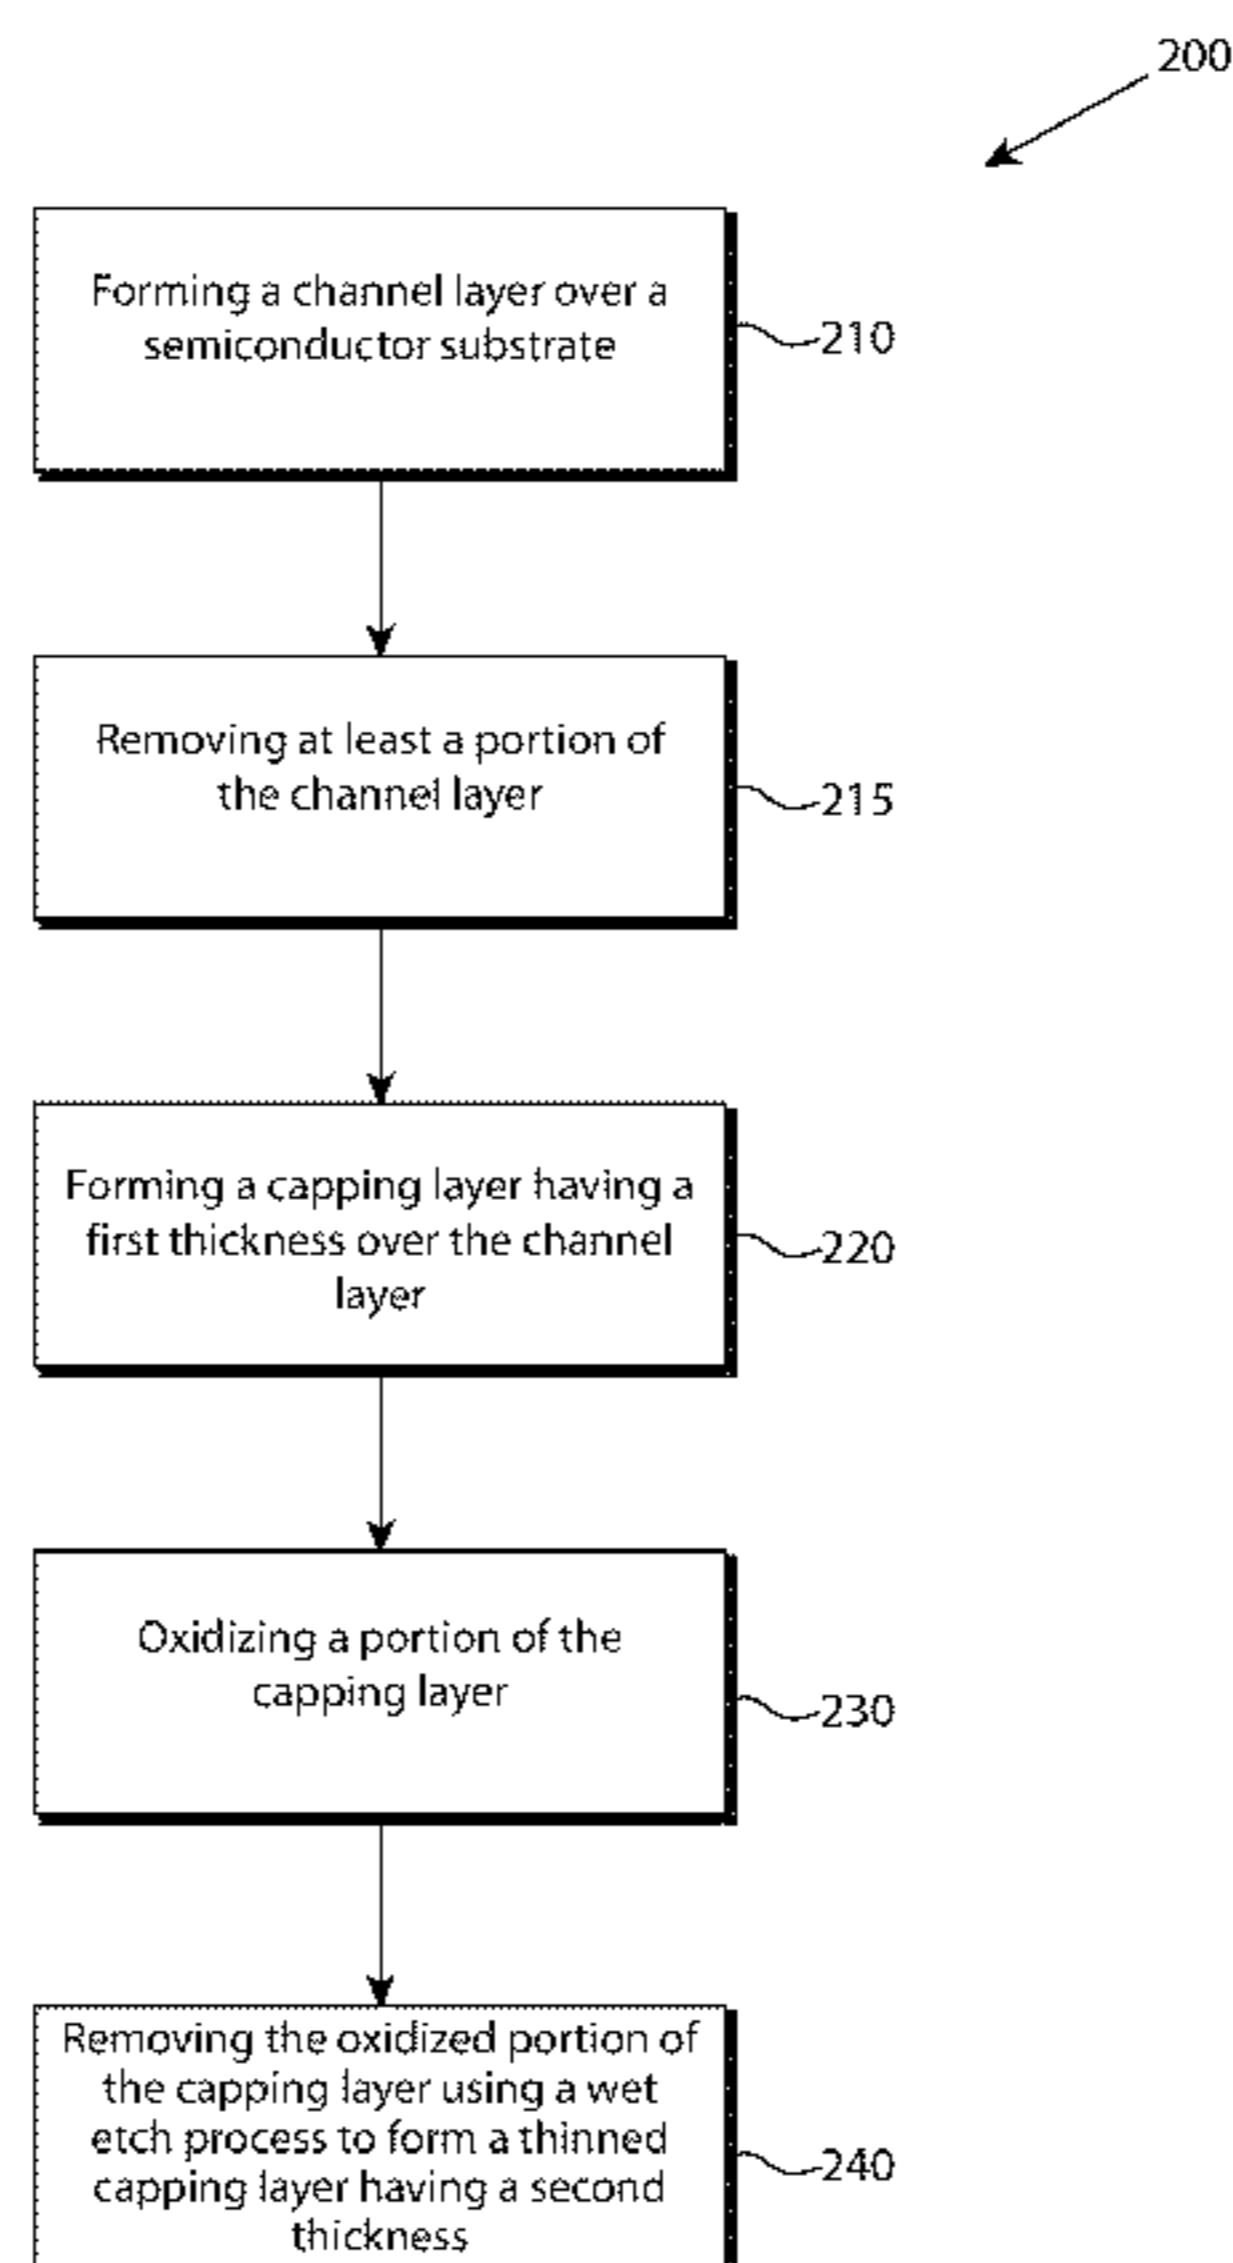 200
Forming a channel layer over a
semiconductor substrate
210
Removing at least a portion of
the channel layer
215
Forming a capping layer having a
first thickness over the channel
layer
220
Oxidizing a portion of the
capping layer
230
Removing the oxidized portion of
the capping layer using a wet
etch process to form a thinned
capping layer having a second
thickness
240